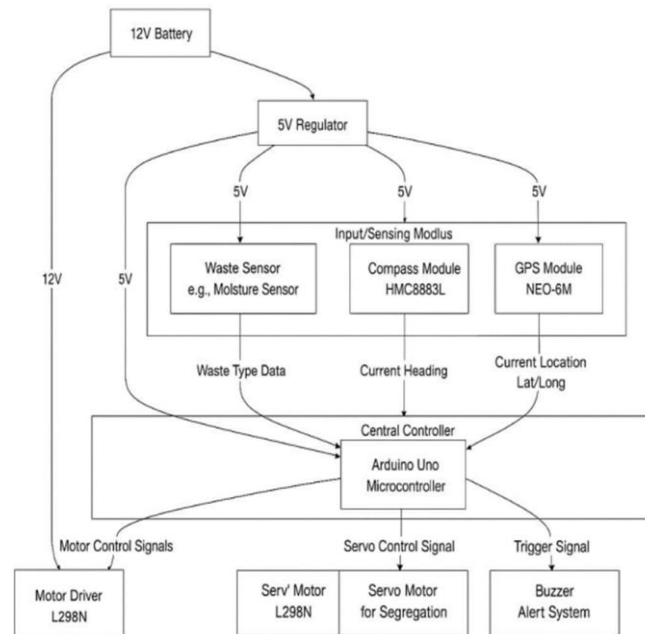 12V Battery
5V Regulator
5V
5V
5V
Input/Sensing Modlus
12V
5V
Waste Sensor
e.g., Molsture Sensor
Compass Module
HMC8883L
GPS Module
NEO-6M
Waste Type Data
Current Heading
Current Location
Lat/Long
Central Controller
Arduino Uno
Microcontroller
Motor Control Signals
Servo Control Signal
Trigger Signal
Motor Driver
L298N
Serv' Motor
L298N
Servo Motor
for Segregation
Buzzer
Alert System